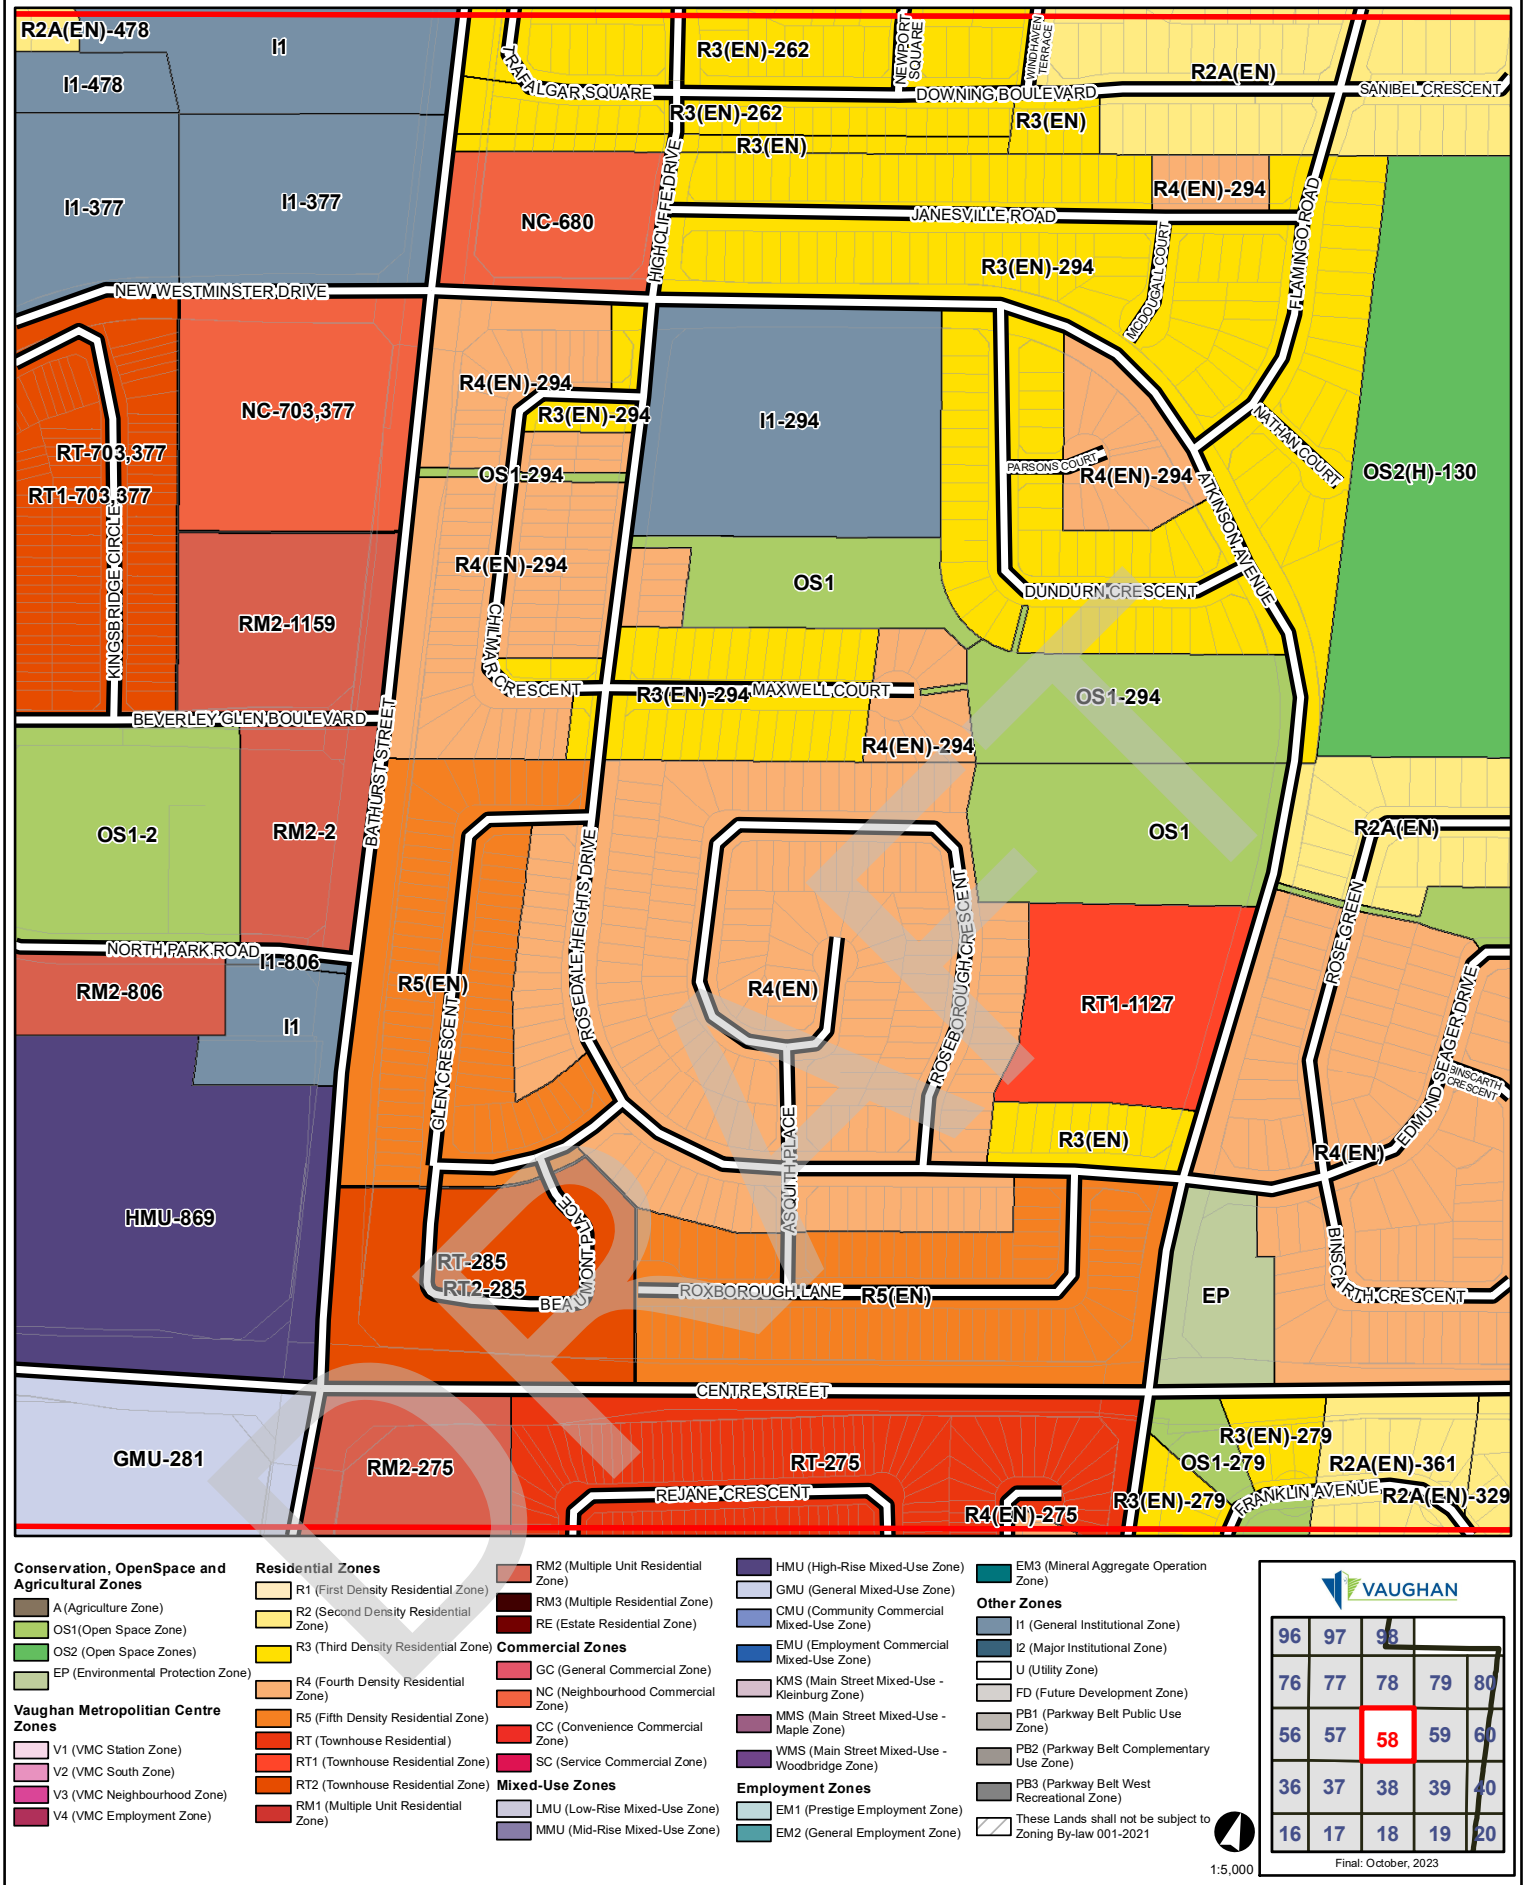 R2A(EN)-478
I1
I1-478
I1-377
I1-377
TRAFALGAR SQUARE
R3(EN)-262
NEWPORT
SQUARE
WINDHAVEN
TERRACE
R2A(EN)
DOWNING BOULEVARD
SANIBEL CRESCENT
R3(EN)-262
R3(EN)
R3(EN)
R4(EN)-294
NC-680
HIGHCLIFFE DRIVE
JANESVILLE ROAD
FLAMINGO ROAD
R3(EN)-294
MCDOUGALL COURT
NEW WESTMINSTER DRIVE
R4(EN)-294
NC-703,377
R3(EN)-294
I1-294
NATHAN COURT
RT-703,377
PARSONS COURT
OS1-294
R4(EN)-294
OS2(H)-130
RT1-703,377
ATKINSON AVENUE
KINGSBRIDGE CIRCLE
R4(EN)-294
OS1
DUNDURN CRESCENT
RM2-1159
CHILMAR CRESCENT
R3(EN)-294
MAXWELL COURT
OS1-294
BEVERLEY GLEN BOULEVARD
BATHURST STREET
R4(EN)-294
OS1-2
RM2-2
OS1
R2A(EN)
ROSEDALE HEIGHTS DRIVE
ROSEBOROUGH CRESCENT
ROSE GREEN
NORTH PARK ROAD
I1-806
RM2-806
R5(EN)
R4(EN)
RT1-1127
I1
EDMUND SEAGER DRIVE
GLEN CRESCENT
BINSCARTH
CRESCENT
R3(EN)
R4(EN)
ASQUITH PLACE
HMU-869
BEAUMONT PLACE
RT-285
RT2-285
ROXBOROUGH LANE
R5(EN)
EP
BINSCARTH CRESCENT
CENTRE STREET
GMU-281
RM2-275
RT-275
R3(EN)-279
OS1-279
R2A(EN)-361
REJANE CRESCENT
R4(EN)-275
R3(EN)-279
FRANKLIN AVENUE
R2A(EN)-329
DRAFT
Conservation, OpenSpace and
Agricultural Zones
A (Agriculture Zone)
OS1(Open Space Zone)
OS2 (Open Space Zones)
EP (Environmental Protection Zone)
Vaughan Metropolitan Centre
Zones
V1 (VMC Station Zone)
V2 (VMC South Zone)
V3 (VMC Neighbourhood Zone)
V4 (VMC Employment Zone)
Residential Zones
R1 (First Density Residential Zone)
R2 (Second Density Residential
Zone)
R3 (Third Density Residential Zone)
R4 (Fourth Density Residential
Zone)
R5 (Fifth Density Residential Zone)
RT (Townhouse Residential)
RT1 (Townhouse Residential Zone)
RT2 (Townhouse Residential Zone)
RM1 (Multiple Unit Residential
Zone)
RM2 (Multiple Unit Residential
Zone)
RM3 (Multiple Residential Zone)
RE (Estate Residential Zone)
Commercial Zones
GC (General Commercial Zone)
NC (Neighbourhood Commercial
Zone)
CC (Convenience Commercial
Zone)
SC (Service Commercial Zone)
Mixed-Use Zones
LMU (Low-Rise Mixed-Use Zone)
MMU (Mid-Rise Mixed-Use Zone)
HMU (High-Rise Mixed-Use Zone)
GMU (General Mixed-Use Zone)
CMU (Community Commercial
Mixed-Use Zone)
EMU (Employment Commercial
Mixed-Use Zone)
KMS (Main Street Mixed-Use -
Kleinburg Zone)
MMS (Main Street Mixed-Use -
Maple Zone)
WMS (Main Street Mixed-Use -
Woodbridge Zone)
Employment Zones
EM1 (Prestige Employment Zone)
EM2 (General Employment Zone)
EM3 (Mineral Aggregate Operation
Zone)
Other Zones
I1 (General Institutional Zone)
I2 (Major Institutional Zone)
U (Utility Zone)
FD (Future Development Zone)
PB1 (Parkway Belt Public Use
Zone)
PB2 (Parkway Belt Complementary
Use Zone)
PB3 (Parkway Belt West
Recreational Zone)
These Lands shall not be subject to
Zoning By-law 001-2021
1:5,000
VAUGHAN
96 97 98
76 77 78 79 80
56 57 58 59 60
36 37 38 39 40
16 17 18 19 20
Final: October, 2023